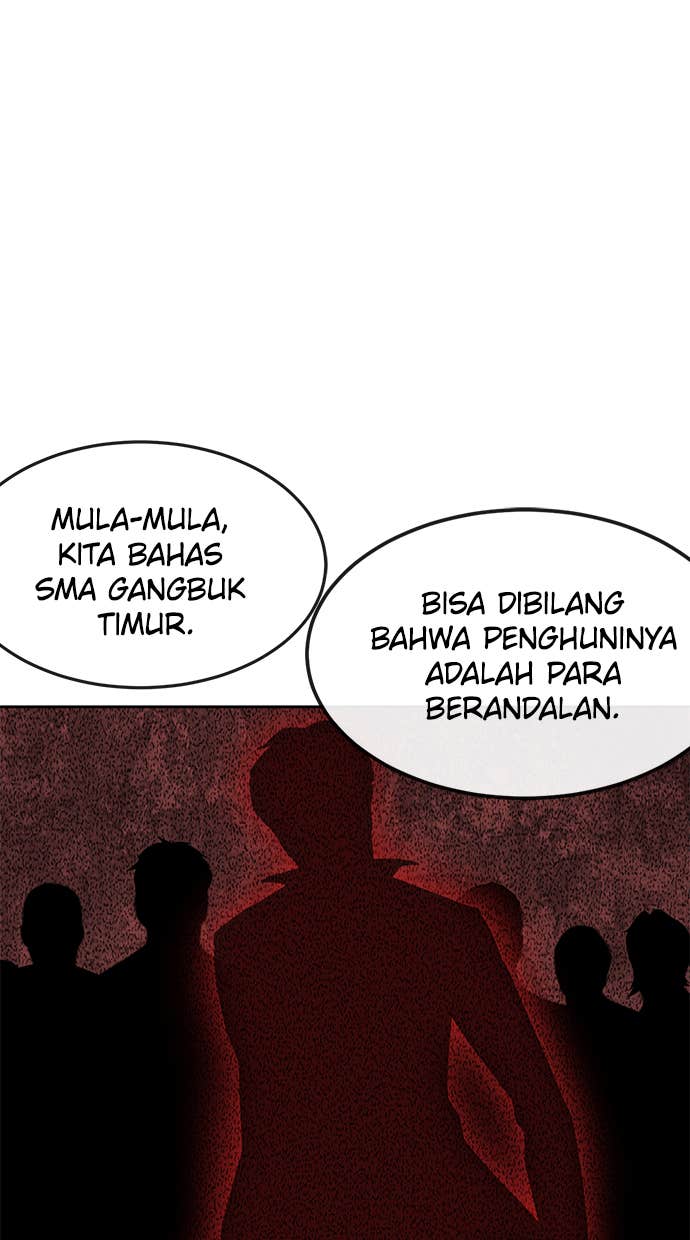 MULA-MULA,
KITA BAHAS
SMA GANGBUK
TIMUR.
BISA DIBILANG
BAHWA PENGHUNINYA
ADALAH PARA
BERANDALAN.